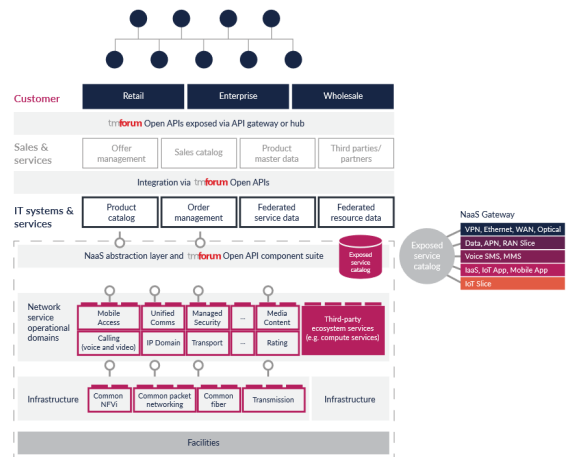 Customer
Retail
Enterprise
Wholesale
tmforum Open APIs exposed via API gateway or hub
Sales &
services
Offer
management
Sales catalog
Product
master data
Third parties/
partners
Integration via tmforum Open APIs
IT systems &
services
Product
catalog
Order
management
Federated
service data
Federated
resource data
NaaS abstraction layer and tmforum Open API component suite
Exposed
service
catalog
Network
service
operational
domains
Mobile
Access
Unified
Comms
Managed
Security
...
Media
Content
Calling
(voice and video)
IP Domain
Transport
...
Rating
Third-party
ecosystem services
(e.g. compute services)
Infrastructure
Common
NFVi
Common packet
networking
Common
fiber
Transmission
Infrastructure
Facilities
NaaS Gateway
Exposed
service
catalog
VPN, Ethernet, WAN, Optical
Data, APN, RAN Slice
Voice SMS, MMS
IaaS, IoT App, Mobile App
IoT Slice